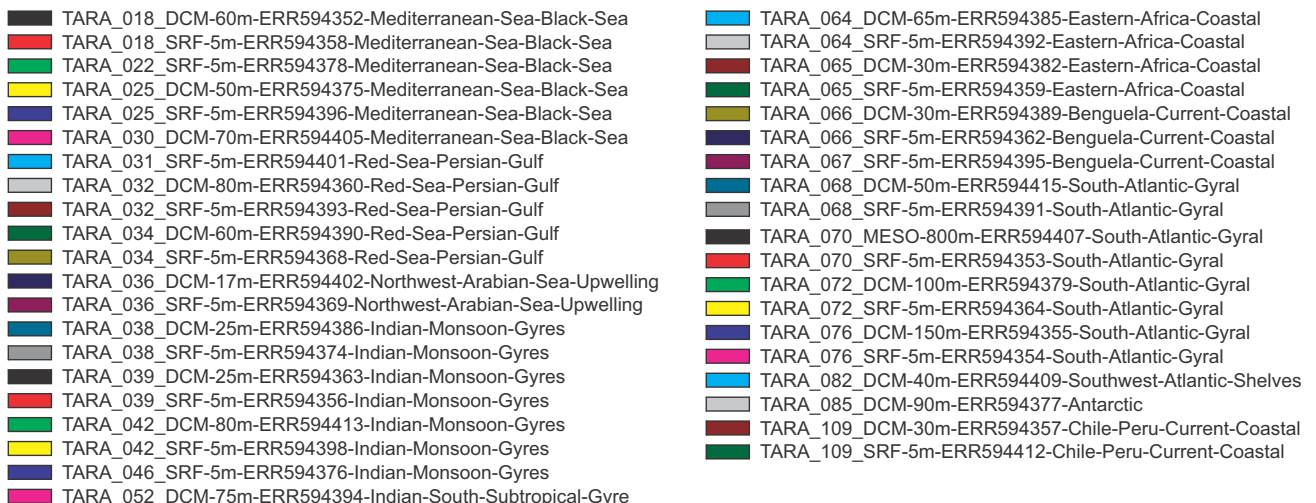 TARA_018_DCM-60m-ERR594352-Mediterranean-Sea-Black-Sea
TARA_018_SRF-5m-ERR594358-Mediterranean-Sea-Black-Sea
TARA_022_SRF-5m-ERR594378-Mediterranean-Sea-Black-Sea
TARA_025_DCM-50m-ERR594375-Mediterranean-Sea-Black-Sea
TARA_025_SRF-5m-ERR594396-Mediterranean-Sea-Black-Sea
TARA_030_DCM-70m-ERR594405-Mediterranean-Sea-Black-Sea
TARA_031_SRF-5m-ERR594401-Red-Sea-Persian-Gulf
TARA_032_DCM-80m-ERR594360-Red-Sea-Persian-Gulf
TARA_032_SRF-5m-ERR594393-Red-Sea-Persian-Gulf
TARA_034_DCM-60m-ERR594390-Red-Sea-Persian-Gulf
TARA_034_SRF-5m-ERR594368-Red-Sea-Persian-Gulf
TARA_036_DCM-17m-ERR594402-Northwest-Arabian-Sea-Upwelling
TARA_036_SRF-5m-ERR594369-Northwest-Arabian-Sea-Upwelling
TARA_038_DCM-25m-ERR594386-Indian-Monsoon-Gyres
TARA_038_SRF-5m-ERR594374-Indian-Monsoon-Gyres
TARA_039_DCM-25m-ERR594363-Indian-Monsoon-Gyres
TARA_039_SRF-5m-ERR594356-Indian-Monsoon-Gyres
TARA_042_DCM-80m-ERR594413-Indian-Monsoon-Gyres
TARA_042_SRF-5m-ERR594398-Indian-Monsoon-Gyres
TARA_046_SRF-5m-ERR594376-Indian-Monsoon-Gyres
TARA_052_DCM-75m-ERR594394-Indian-South-Subtropical-Gyre
TARA_064_DCM-65m-ERR594385-Eastern-Africa-Coastal
TARA_064_SRF-5m-ERR594392-Eastern-Africa-Coastal
TARA_065_DCM-30m-ERR594382-Eastern-Africa-Coastal
TARA_065_SRF-5m-ERR594359-Eastern-Africa-Coastal
TARA_066_DCM-30m-ERR594389-Benguela-Current-Coastal
TARA_066_SRF-5m-ERR594362-Benguela-Current-Coastal
TARA_067_SRF-5m-ERR594395-Benguela-Current-Coastal
TARA_068_DCM-50m-ERR594415-South-Atlantic-Gyral
TARA_068_SRF-5m-ERR594391-South-Atlantic-Gyral
TARA_070_MESO-800m-ERR594407-South-Atlantic-Gyral
TARA_070_SRF-5m-ERR594353-South-Atlantic-Gyral
TARA_072_DCM-100m-ERR594379-South-Atlantic-Gyral
TARA_072_SRF-5m-ERR594364-South-Atlantic-Gyral
TARA_076_DCM-150m-ERR594355-South-Atlantic-Gyral
TARA_076_SRF-5m-ERR594354-South-Atlantic-Gyral
TARA_082_DCM-40m-ERR594409-Southwest-Atlantic-Shelves
TARA_085_DCM-90m-ERR594377-Antarctic
TARA_109_DCM-30m-ERR594357-Chile-Peru-Current-Coastal
TARA_109_SRF-5m-ERR594412-Chile-Peru-Current-Coastal